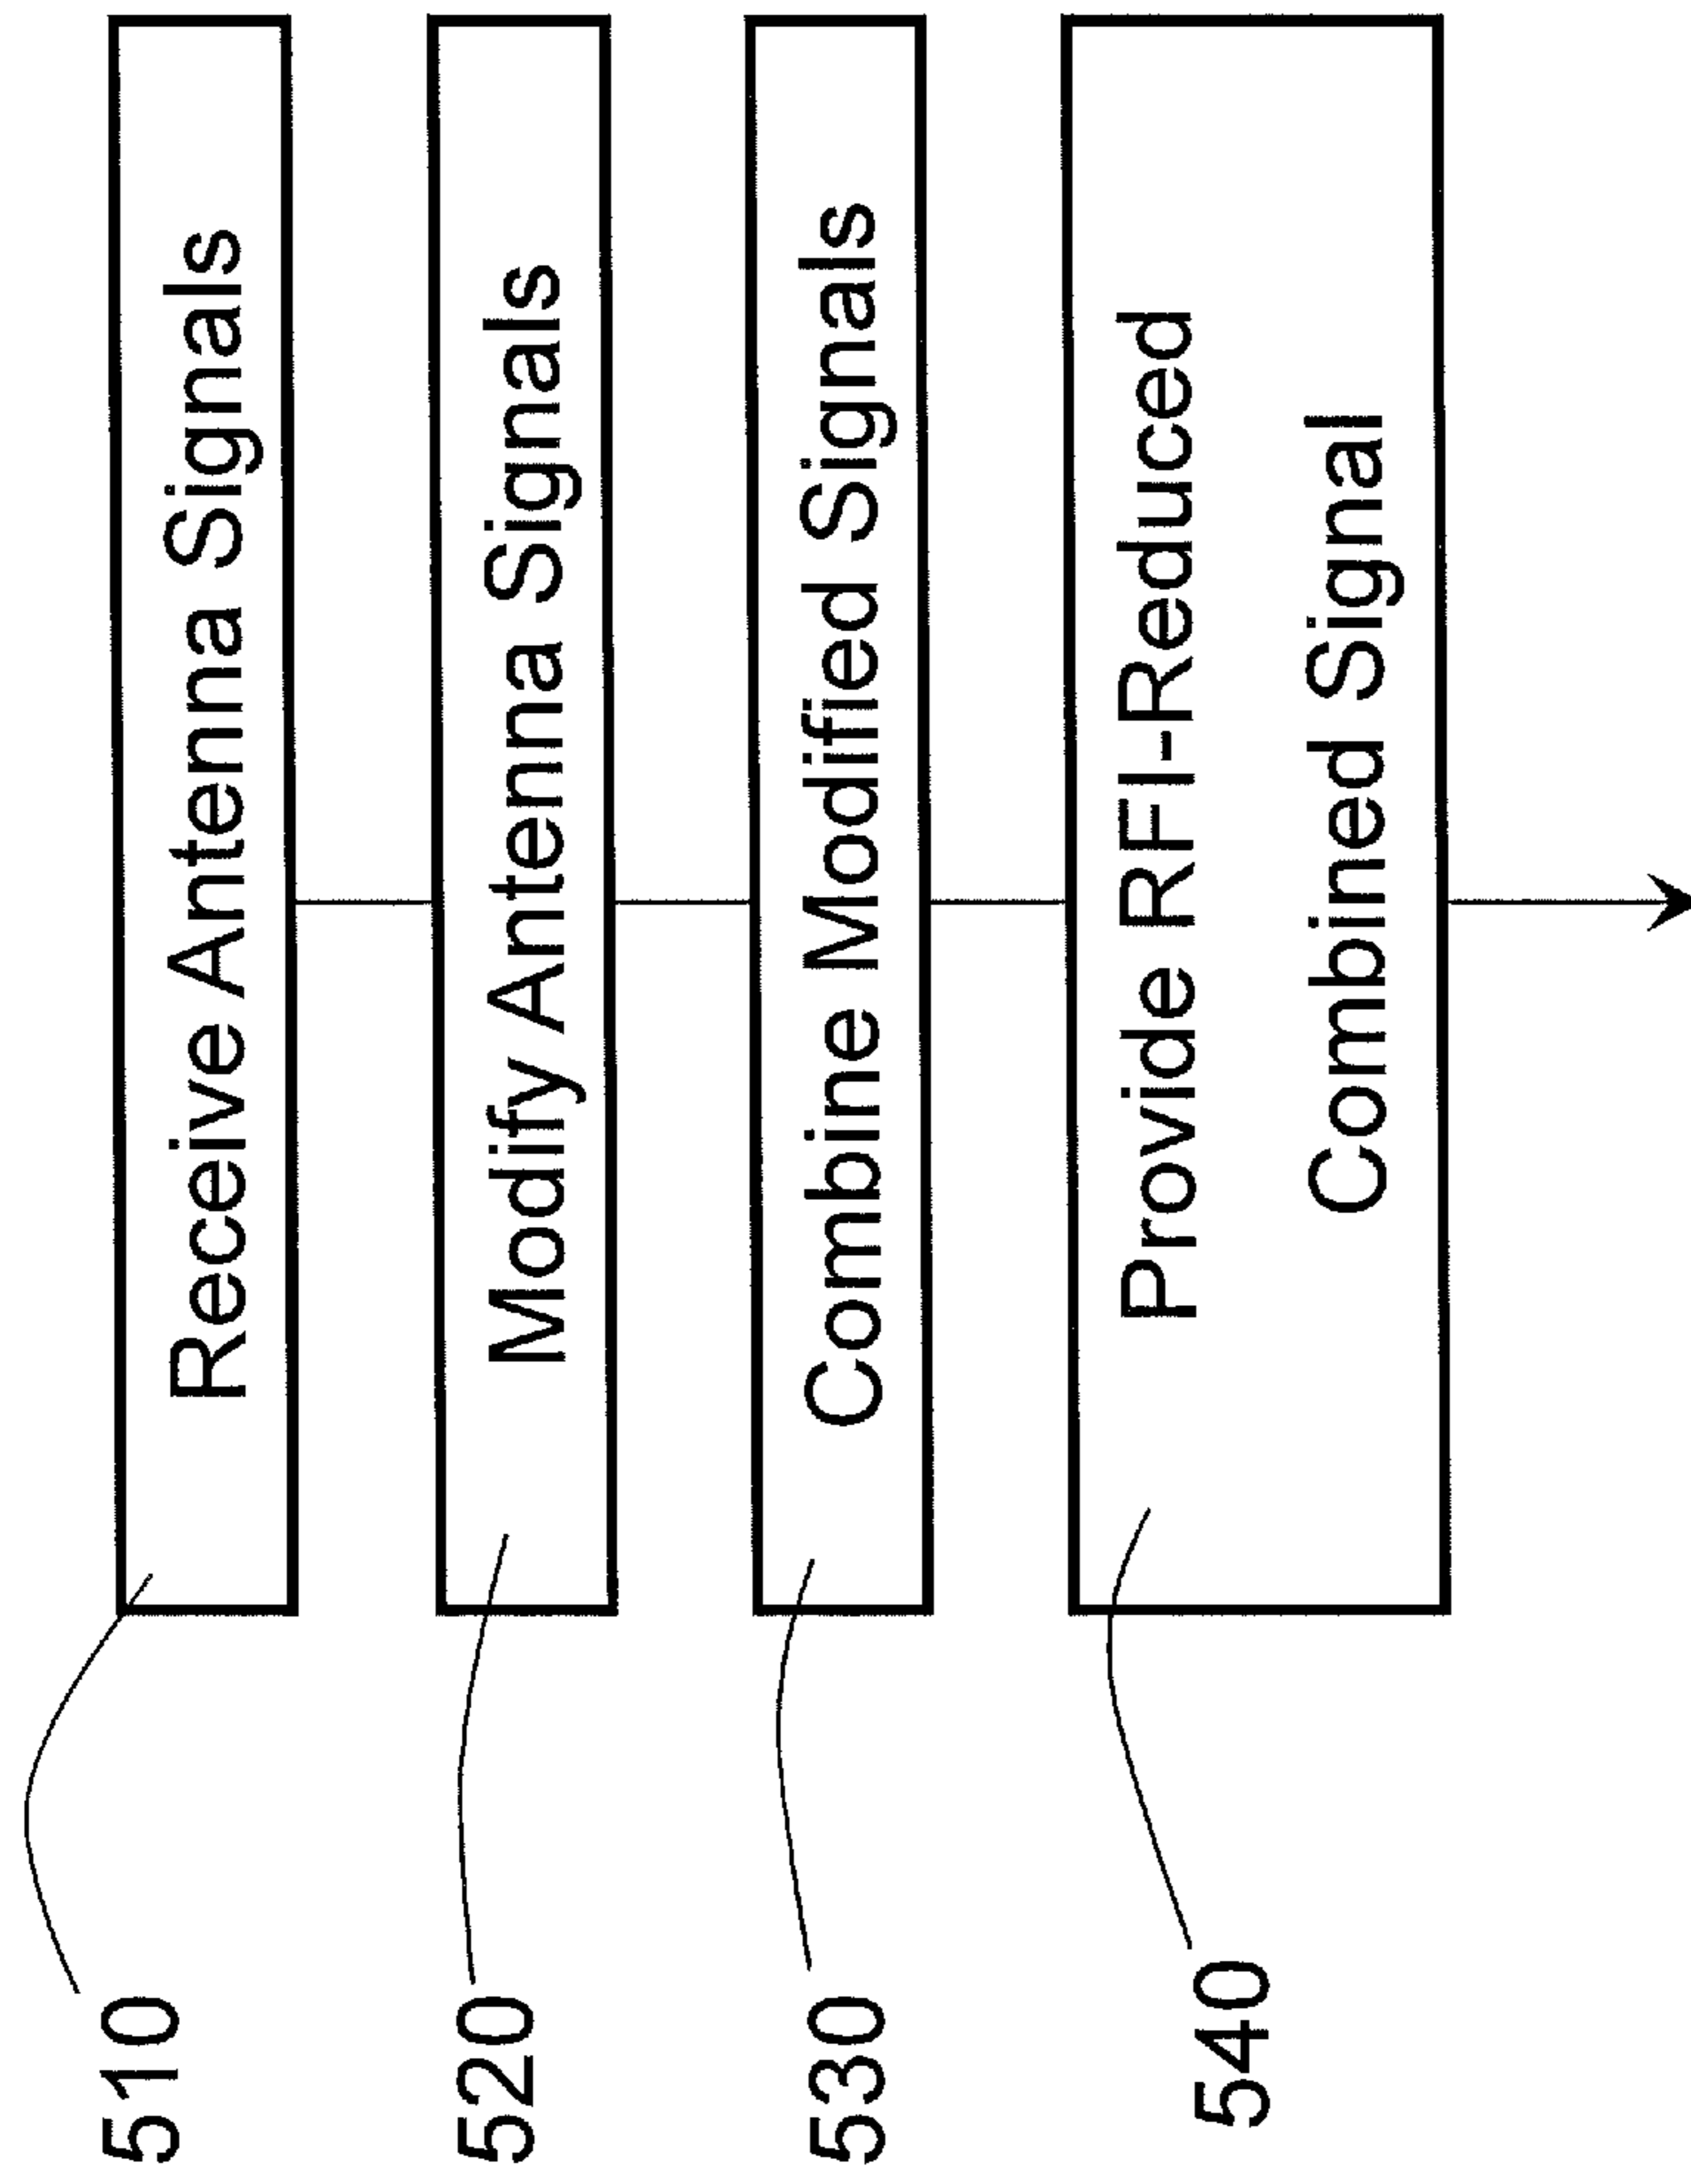 510
Receive Antenna Signals
520
Modify Antenna Signals
530
Combine Modified Signals
540
Provide RFI-Reduced
Combined Signal